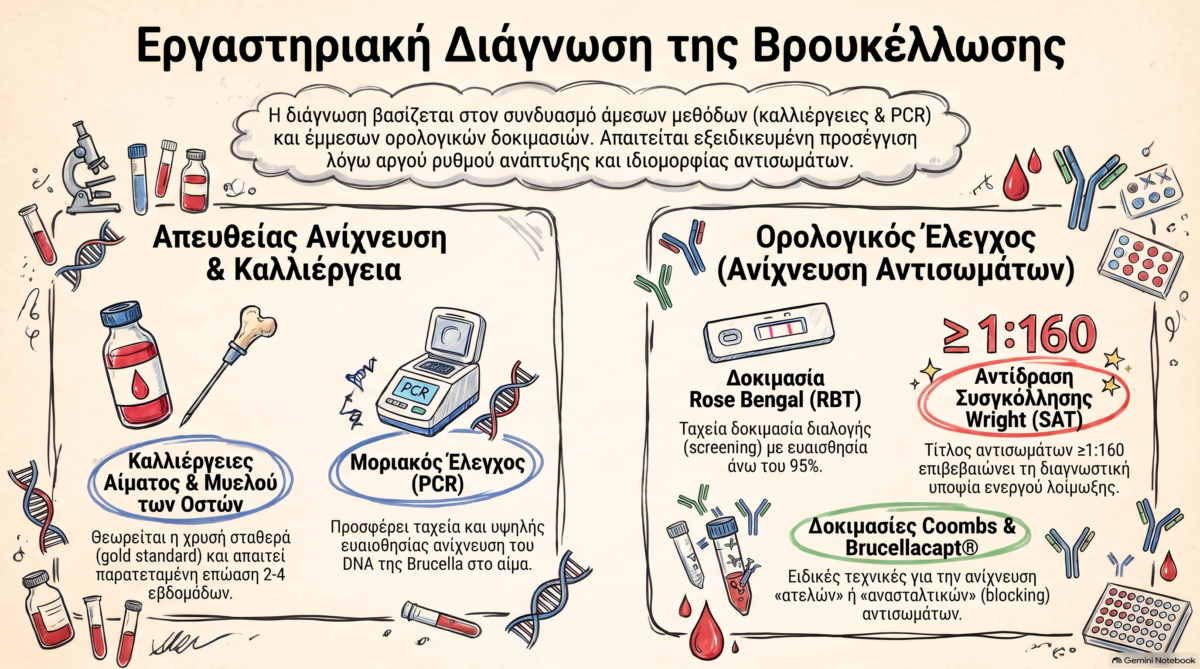 Εργαστηριακή Διάγνωση της Βρουκέλλωσης
Η διάγνωση βασίζεται στον συνδυασμό άμεσων μεθόδων (καλλιέργειες & PCR)
και έμμεσων ορολογικών δοκιμασιών. Απαιτείται εξειδικευμένη προσέγγιση
λόγω αργού ρυθμού ανάπτυξης και ιδιομορφίας αντισωμάτων.
Απευθείας Ανίχνευση
& Καλλιέργεια
PCR
Καλλιέργειες
Αίματος & Μυελού
των Οστών
Θεωρείται η χρυσή σταθερά
(gold standard) και απαιτεί
παρατεταμένη επώαση 2-4
εβδομάδων.
Μοριακός Έλεγχος
(PCR)
Προσφέρει ταχεία και υψηλής
ευαιοθησίας ανίχνευση του
DNA της Brucella στο αίμα.
Ορολογικός Έλεγχος
(Ανίχνευση Αντισωμάτων)
Δοκιμασία
Rose Bengal (RBT)
Ταχεία δοκιμασία διαλογής
(screening) με ευαισθησία
άνω του 95%.
≥ 1:160
Αντίδραση
Συσγκόλλησης
Wright (SAT)
Τίτλος αντισωμάτων ≥1:160
επιβεβαιώνει τη διαγνωστική
υποψία ενεργού λοίμωξης.
Δοκιμασίες Coombs &
Brucellacapt®
Ειδικές τεχνικές για την ανίχνευση
«ατελών» ή «ανασταλτικών» (blocking)
αντισωμάτων.
Gemini Notebook